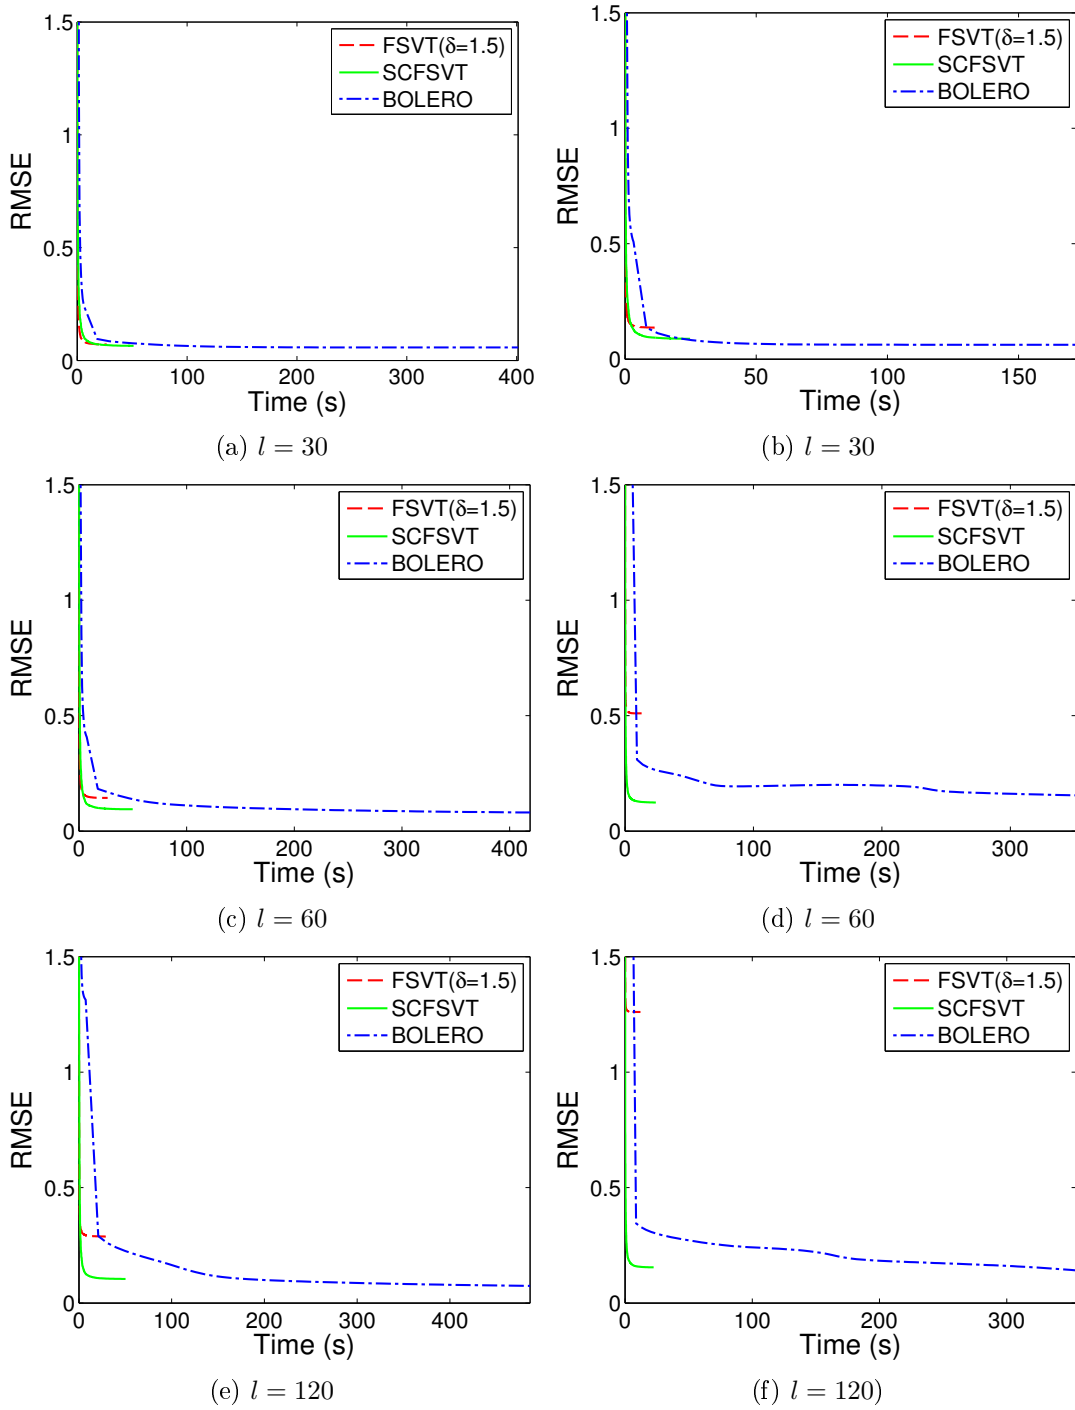 1.5
1
0.5
0
RMSE
FSVT(δ=1.5)
SCFSVT
BOLERO
0 100 200 300 400
Time (s)
(a) l = 30
1.5
1
0.5
0
RMSE
FSVT(δ=1.5)
SCFSVT
BOLERO
0 50 100 150
Time (s)
(b) l = 30
1.5
1
0.5
0
RMSE
FSVT(δ=1.5)
SCFSVT
BOLERO
0 100 200 300 400
Time (s)
(c) l = 60
1.5
1
0.5
0
RMSE
FSVT(δ=1.5)
SCFSVT
BOLERO
0 100 200 300
Time (s)
(d) l = 60
1.5
1
0.5
0
RMSE
FSVT(δ=1.5)
SCFSVT
BOLERO
0 100 200 300 400
Time (s)
(e) l = 120
1.5
1
0.5
0
RMSE
FSVT(δ=1.5)
SCFSVT
BOLERO
0 100 200 300
Time (s)
(f) l = 120)